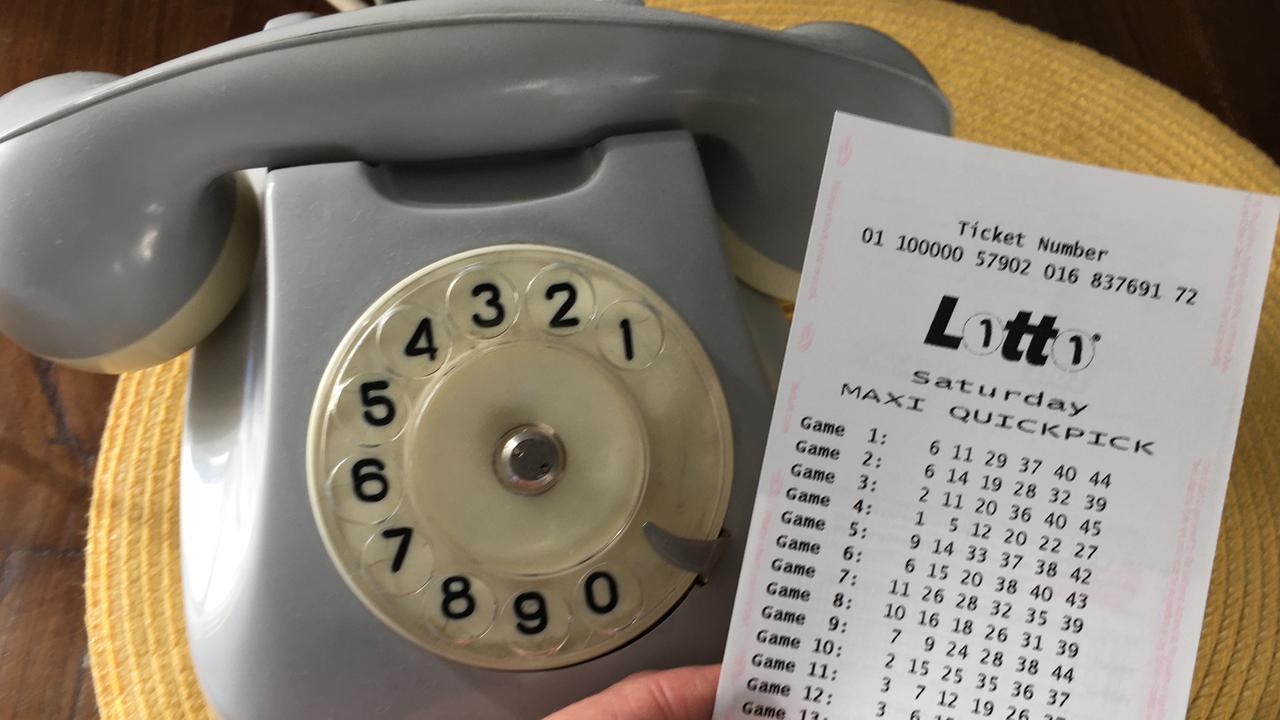 1
2
3
4
5
6
7
8
9
0
Ticket Number
01 100000 57902 016 837691 72
Lotto
Saturday
MAXI QUICKPICK
Game 1: 6 11 29 37 40 44
Game 2: 6 14 19 28 32 39
Game 3: 2 11 20 36 40 45
Game 4: 1 5 12 20 22 27
Game 5: 9 14 33 37 38 42
Game 6: 6 15 20 38 40 43
Game 7: 11 26 28 32 35 39
Game 8: 10 16 18 26 31 39
Game 9: 7 9 24 28 38 44
Game 10: 2 15 25 35 36 37
Game 11: 3 7 12 19 26
Game 12: 3 6
Game 13: